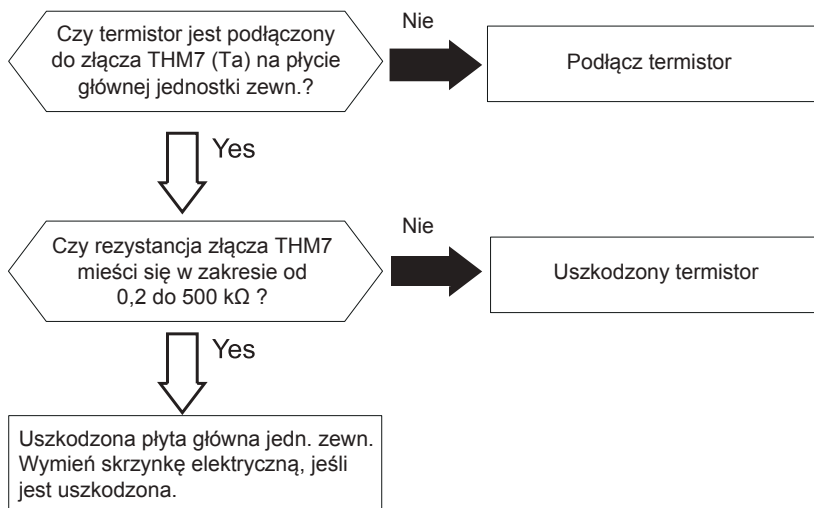 Czy termistor jest podłączony
do złącza THM7 (Ta) na płycie
głównej jednostki zewn.?
Nie
Podłącz termistor
Yes
Czy rezystancja złącza THM7
mieści się w zakresie od
0,2 do 500 kΩ ?
Nie
Uszkodzony termistor
Yes
Uszkodzona płyta główna jedn. zewn.
Wymień skrzynkę elektryczną, jeśli
jest uszkodzona.